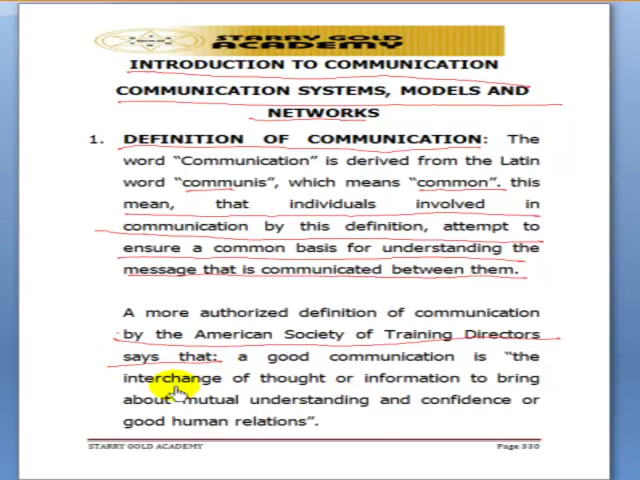 STARRY GOLD
ACADEMY
INTRODUCTION TO COMMUNICATION
COMMUNICATION SYSTEMS, MODELS AND
NETWORKS
1. DEFINITION OF COMMUNICATION: The
word “Communication” is derived from the Latin
word “communis”, which means “common”. this
mean, that individuals involved in
communication by this definition, attempt to
ensure a common basis for understanding the
message that is communicated between them.
A more authorized definition of communication
by the American Society of Training Directors
says that: a good communication is “the
interchange of thought or information to bring
about mutual understanding and confidence or
good human relations”.
STARRY GOLD ACADEMY Page 330